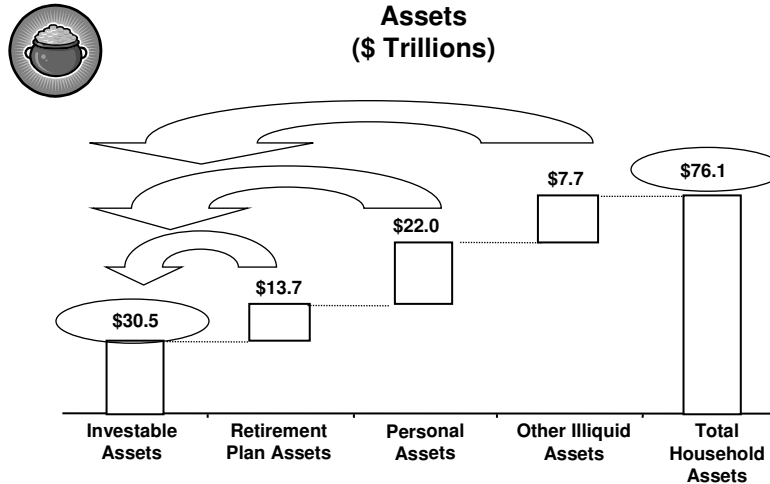 Assets
($ Trillions)
$76.1
$7.7
$22.0
$13.7
$30.5
Investable
Assets
Retirement
Plan Assets
Personal
Assets
Other Illiquid
Assets
Total
Household
Assets